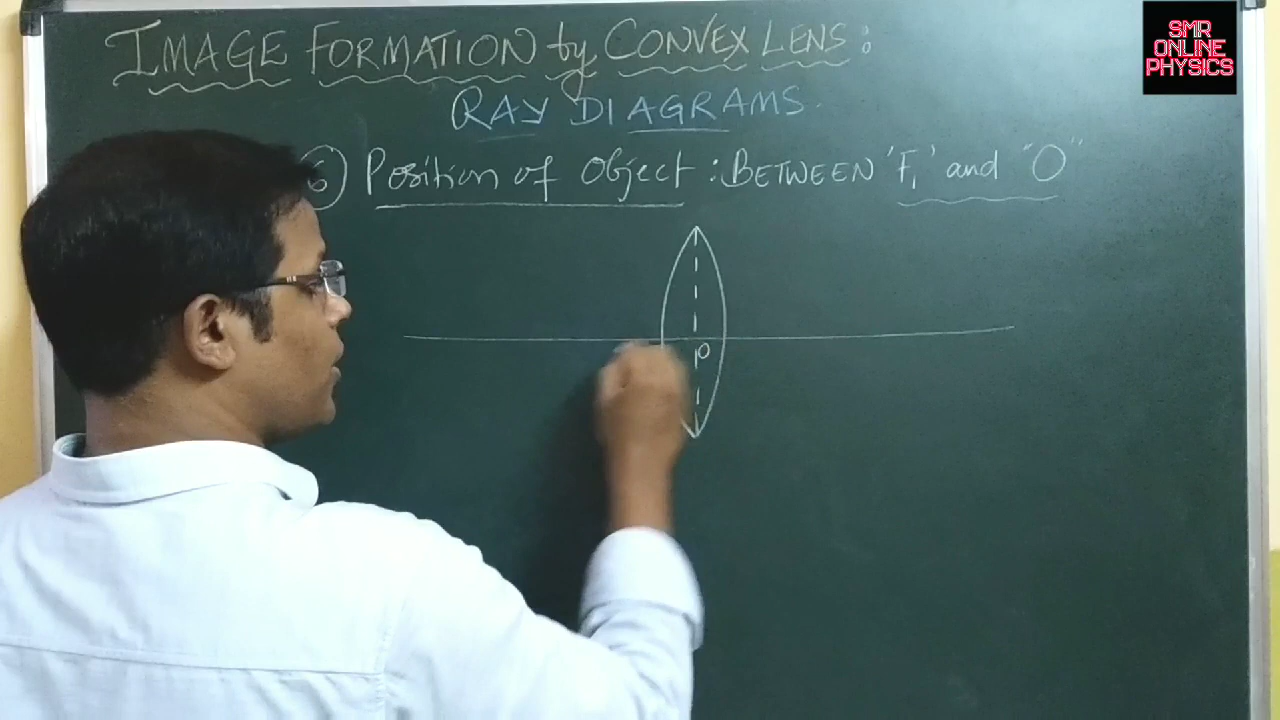 IMAGE FORMATION by CONVEX LENS:
RAY DIAGRAMS.
6) Position of Object : BETWEEN 'F₁' and "O"
O
SMR
ONLINE
PHYSICS